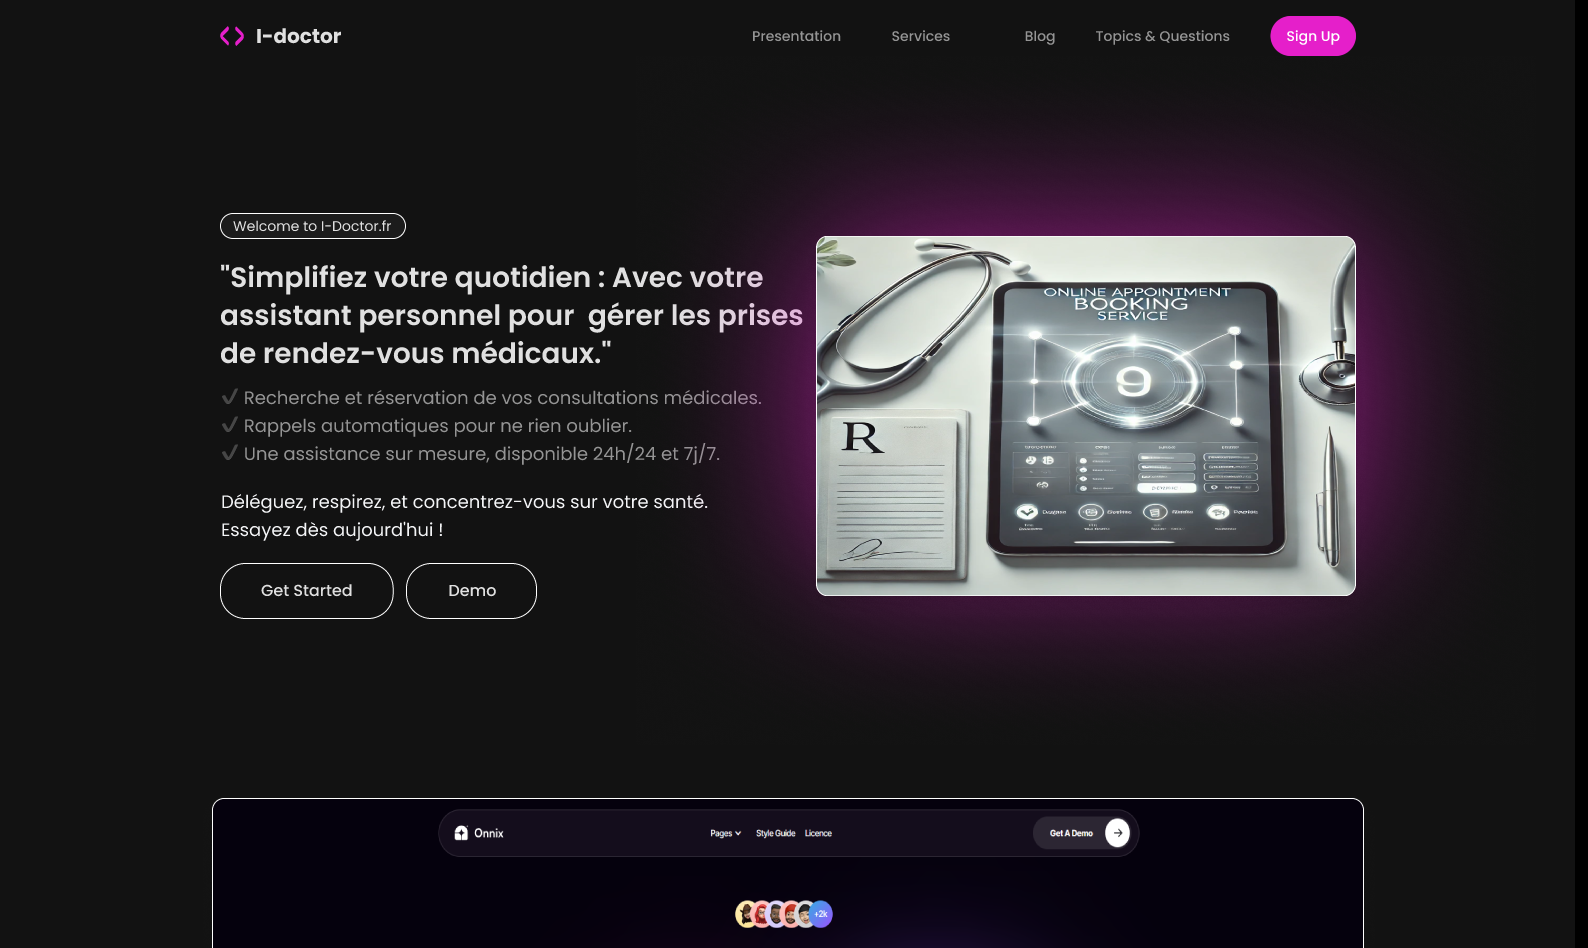 I-doctor
Presentation
Services
Blog
Topics & Questions
Sign Up
Welcome to I-Doctor.fr
"Simplifiez votre quotidien : Avec votre
assistant personnel pour gérer les prises
de rendez-vous médicaux."
✔ Recherche et réservation de vos consultations médicales.
✔ Rappels automatiques pour ne rien oublier.
✔ Une assistance sur mesure, disponible 24h/24 et 7j/7.
Déléguez, respirez, et concentrez-vous sur votre santé.
Essayez dès aujourd'hui !
Get Started
Demo
ONLINE APPOINTMENT
BOOKING
SERVICE
9
R
Onnix
Pages
Style Guide
Licence
Get A Demo
+2k